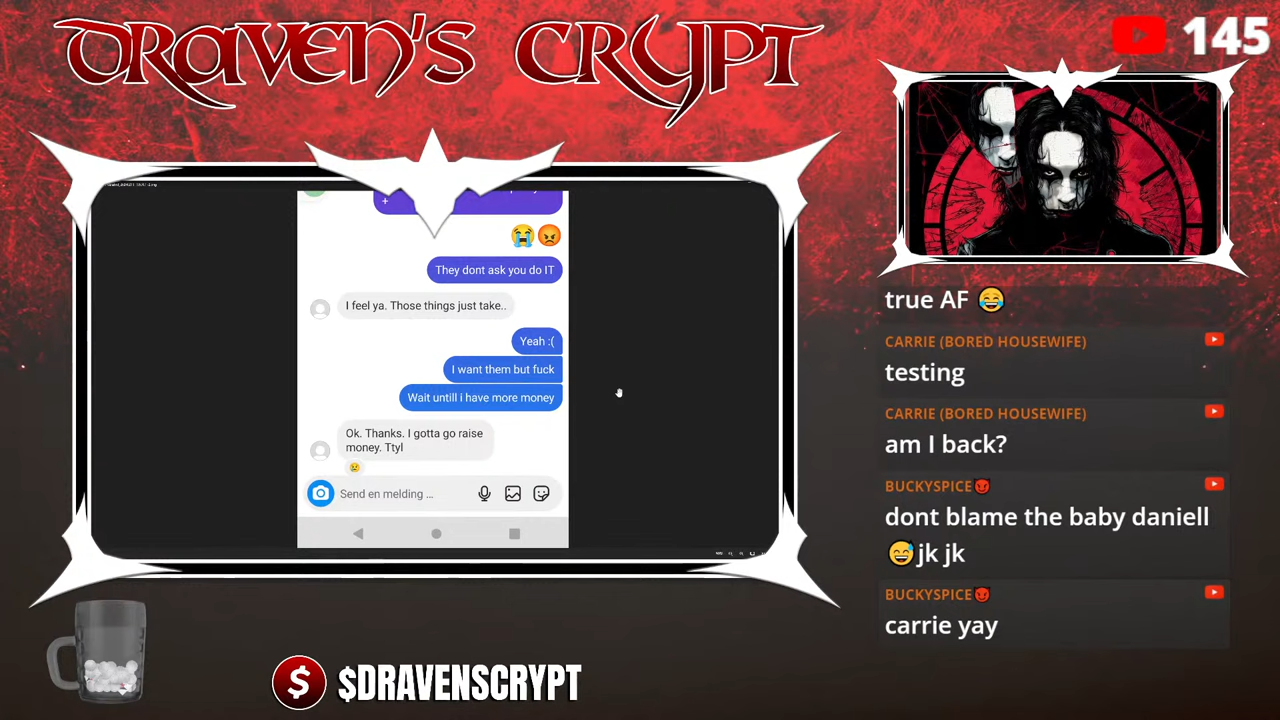 DRAVEN'S CRYPT
145
+
They dont ask you do IT
I feel ya. Those things just take..
Yeah :(
I want them but fuck
Wait untill i have more money
Ok. Thanks. I gotta go raise
money. Ttyl
Send en melding ...
true AF 😂
CARRIE (BORED HOUSEWIFE)
testing
CARRIE (BORED HOUSEWIFE)
am I back?
BUCKYSPICE😈
dont blame the baby daniell
😅jk jk
BUCKYSPICE😈
carrie yay
$ $DRAVENSCRYPT